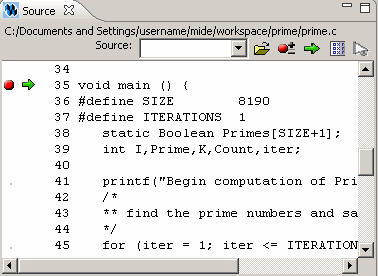 Source
C:/Documents and Settings/username/mide/workspace/prime/prime.c
Source:
34
35 void main () {
36 #define SIZE 8190
37 #define ITERATIONS 1
38 static Boolean Primes[SIZE+1];
39 int I,Prime,K,Count,iter;
40
41 printf("Begin computation of Pri
42 /*
43 ** find the prime numbers and sa
44 */
45 for (iter = 1; iter <= ITERATION